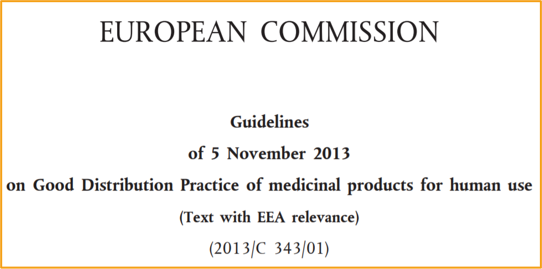 EUROPEAN COMMISSION
Guidelines
of 5 November 2013
on Good Distribution Practice of medicinal products for human use
(Text with EEA relevance)
(2013/C 343/01)